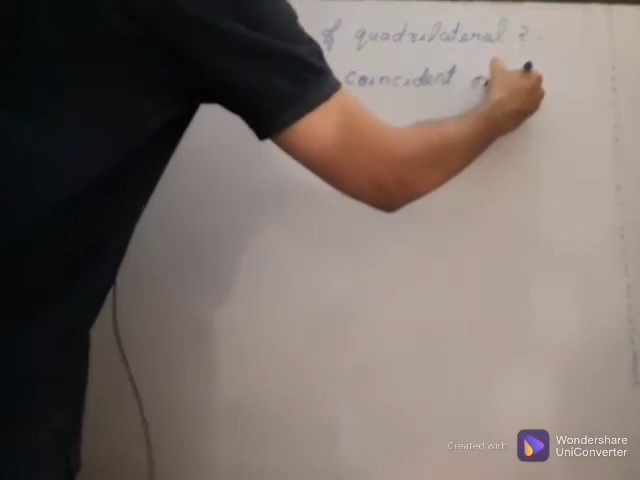 of quadrilateral ?
coincident
Created with
Wondershare
UniConverter